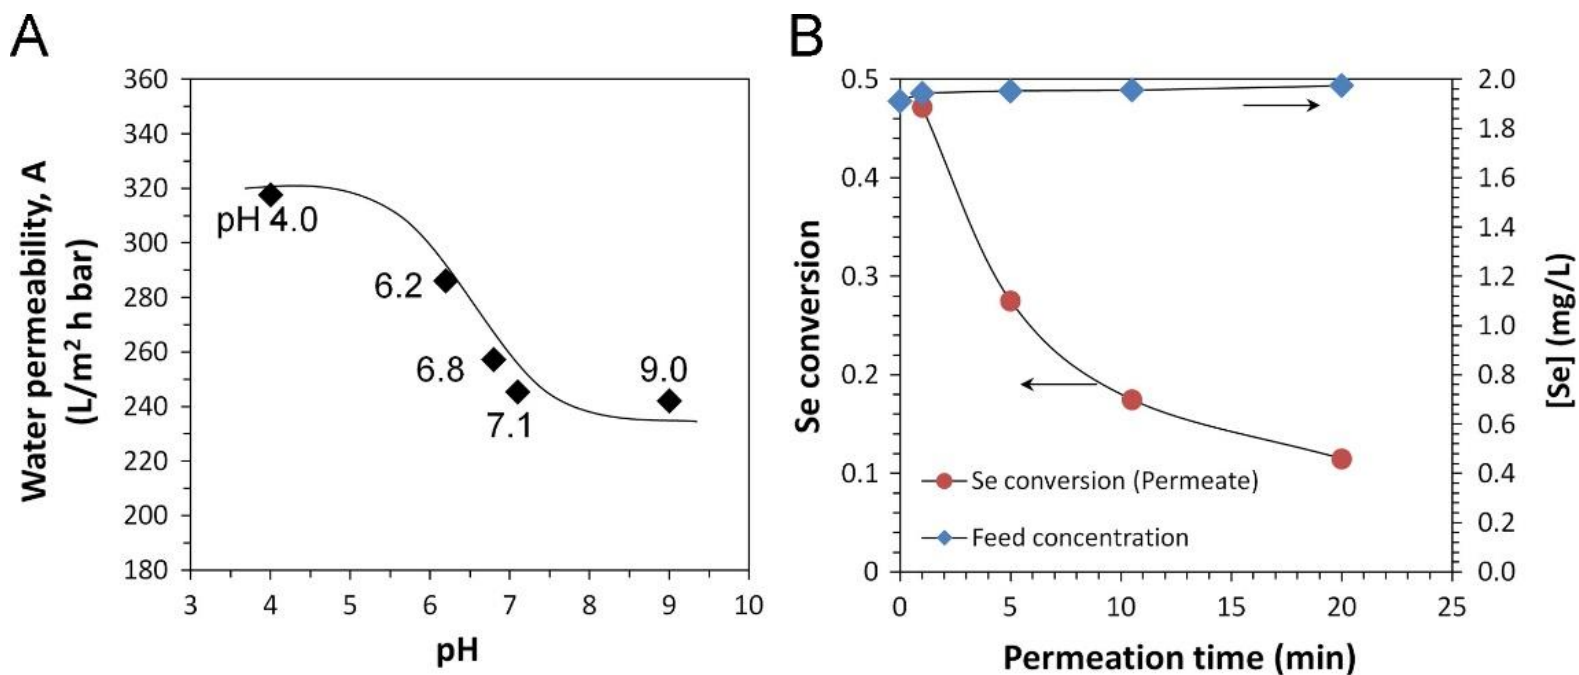 A
Water permeability, A
(L/m² h bar)
360
340
320
300
280
260
240
220
200
180
pH 4.0
6.2
6.8
7.1
9.0
3 4 5 6 7 8 9 10
pH
B
Se conversion
0.5
0.4
0.3
0.2
0.1
0
Se conversion (Permeate)
Feed concentration
2.0
1.8
1.6
1.4
1.2
1.0
0.8
0.6
0.4
0.2
0.0
[Se] (mg/L)
0 5 10 15 20 25
Permeation time (min)